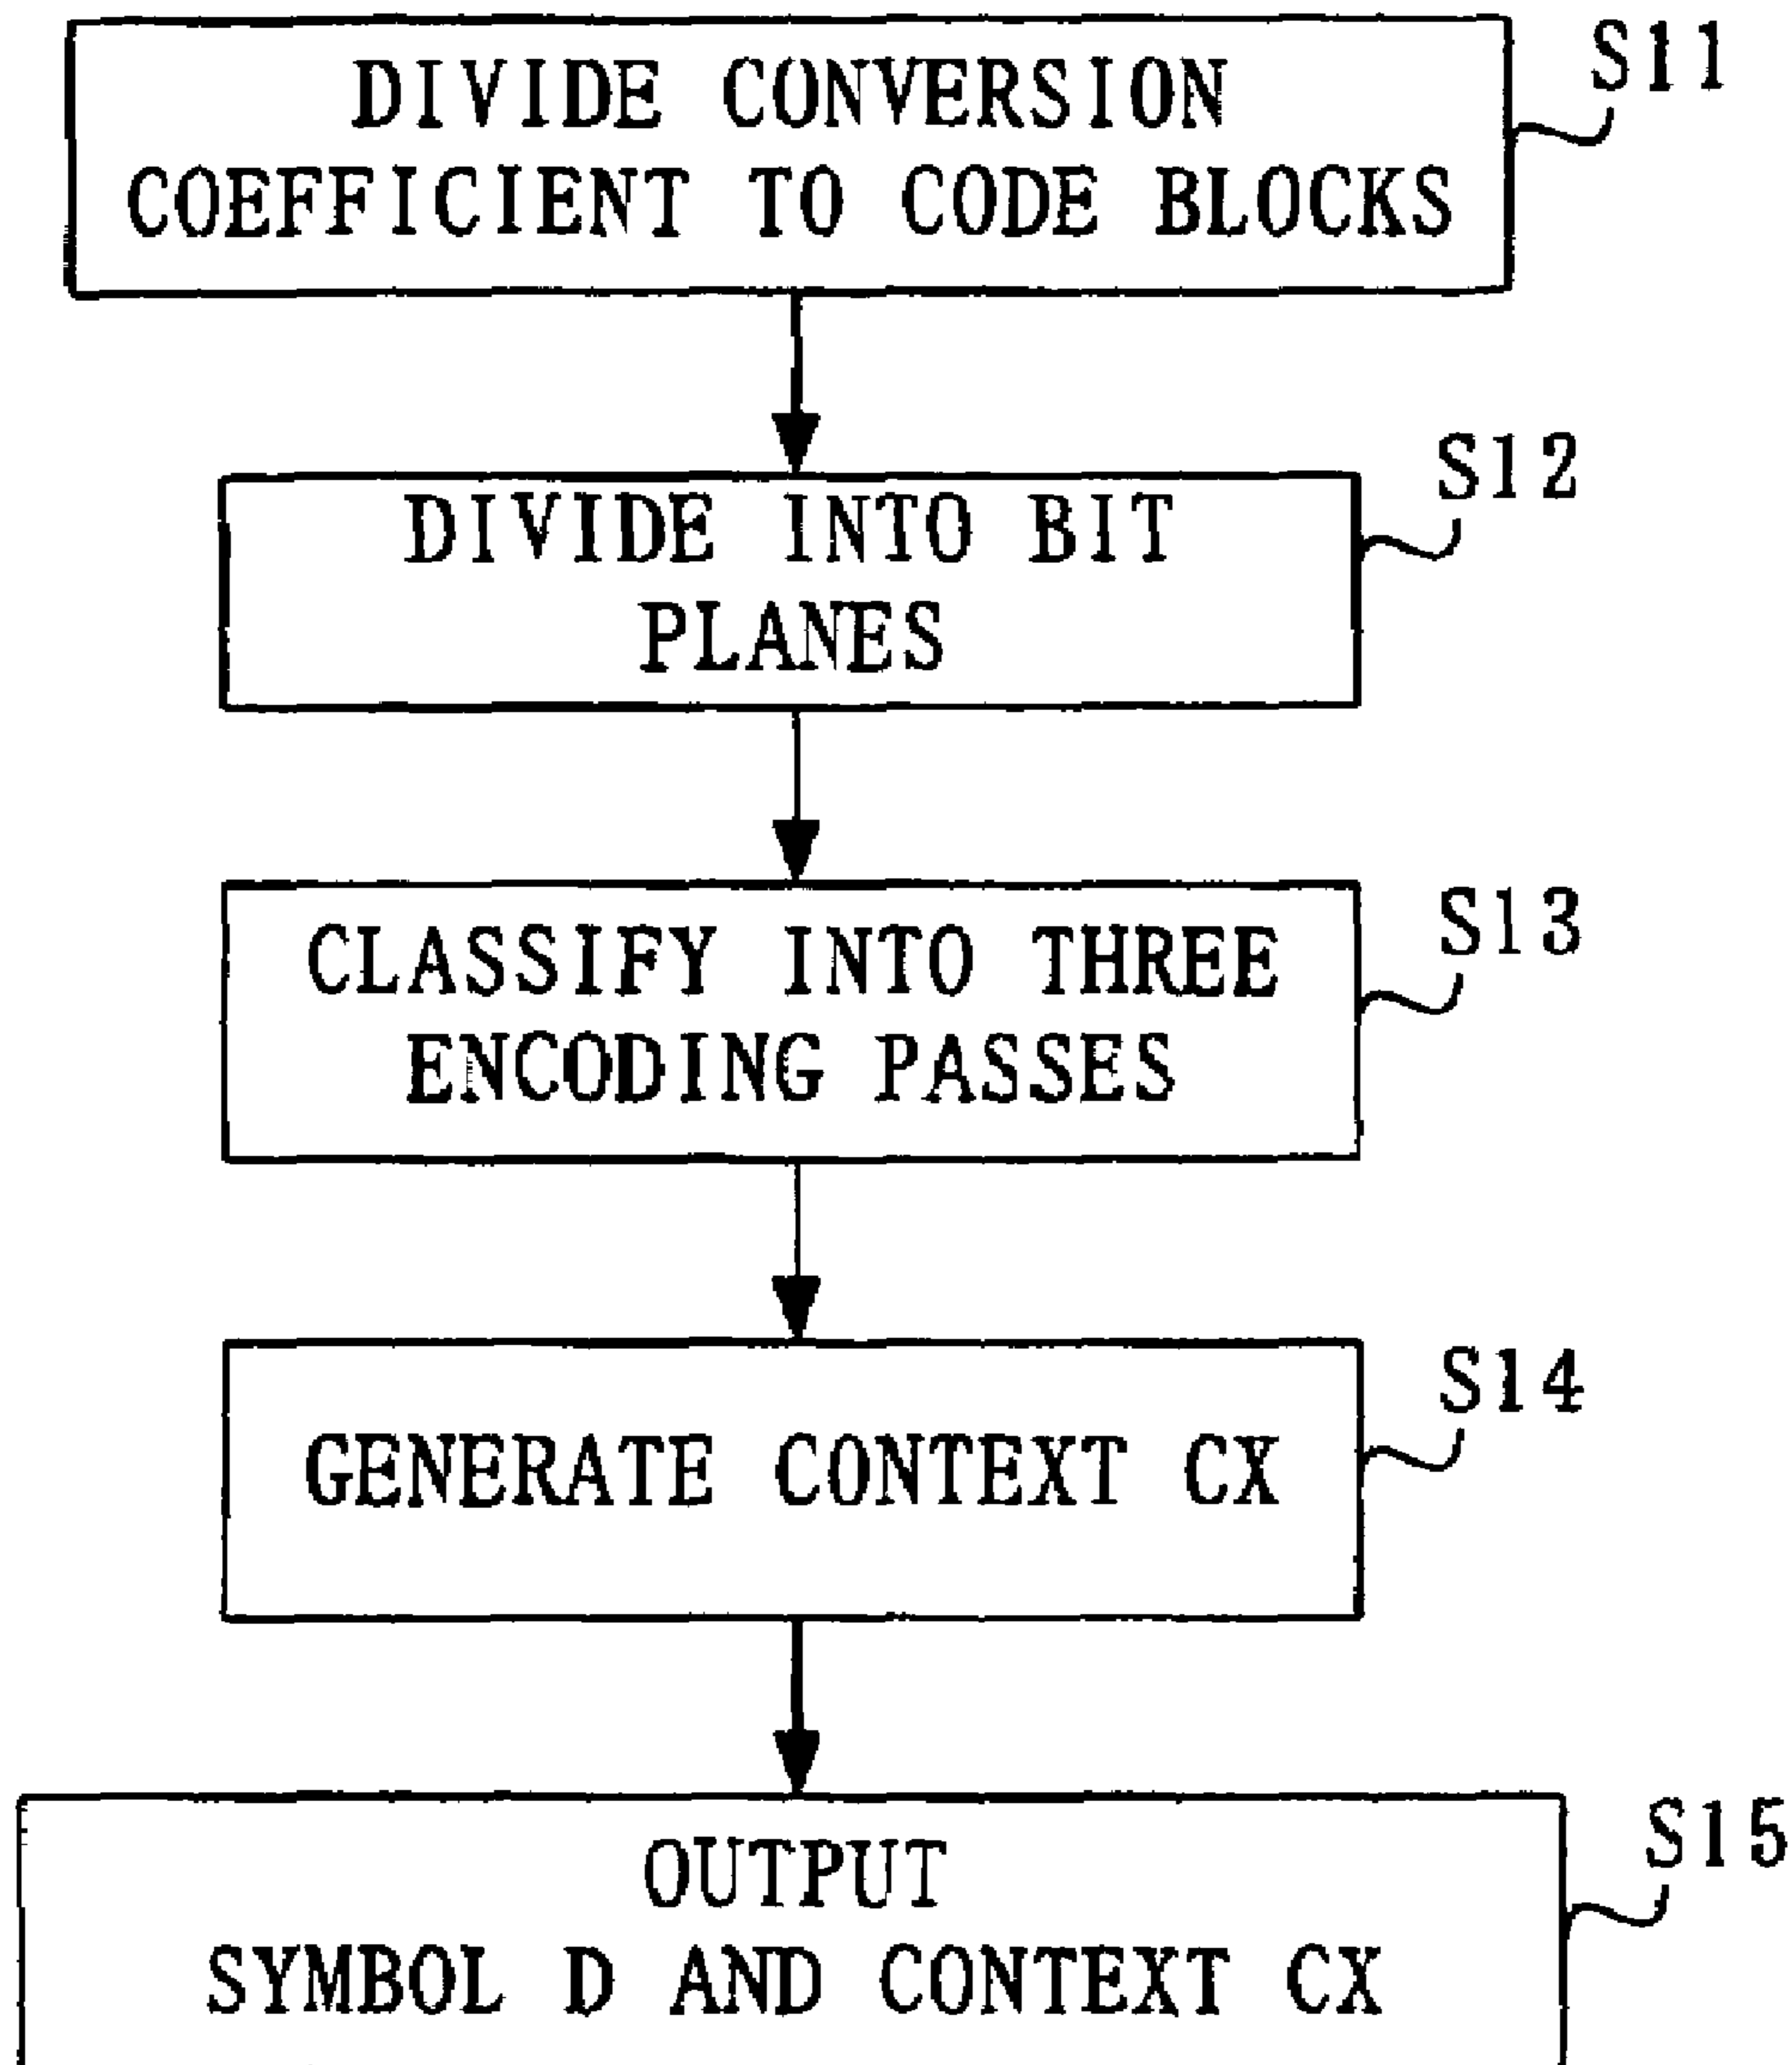 DIVIDE CONVERSION
COEFFICIENT TO CODE BLOCKS
S11
DIVIDE INTO BIT
PLANES
S12
CLASSIFY INTO THREE
ENCODING PASSES
S13
GENERATE CONTEXT CX
S14
OUTPUT
SYMBOL D AND CONTEXT CX
S15